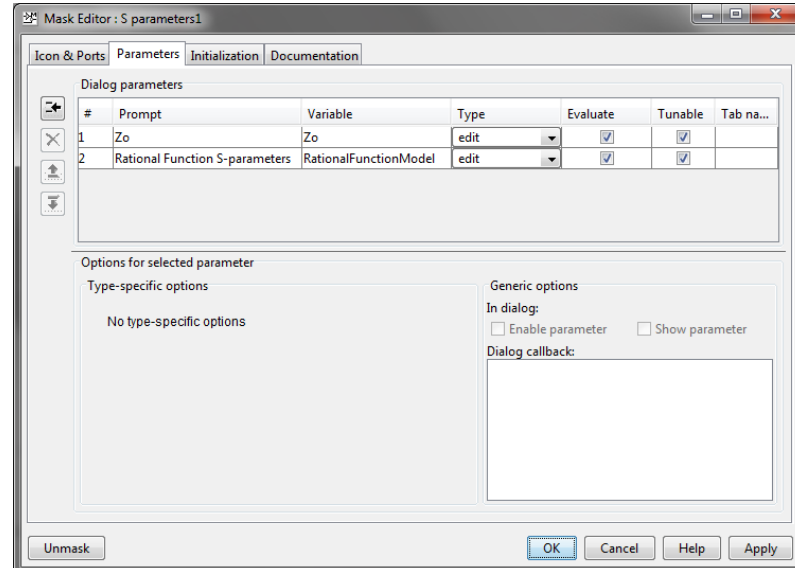 Mask Editor : S parameters1
Icon & Ports Parameters Initialization Documentation
Dialog parameters
# Prompt Variable Type Evaluate Tunable Tab na...
1 Zo Zo edit
2 Rational Function S-parameters RationalFunctionModel edit
Options for selected parameter
Type-specific options
No type-specific options
Generic options
In dialog:
Enable parameter Show parameter
Dialog callback:
Unmask OK Cancel Help Apply